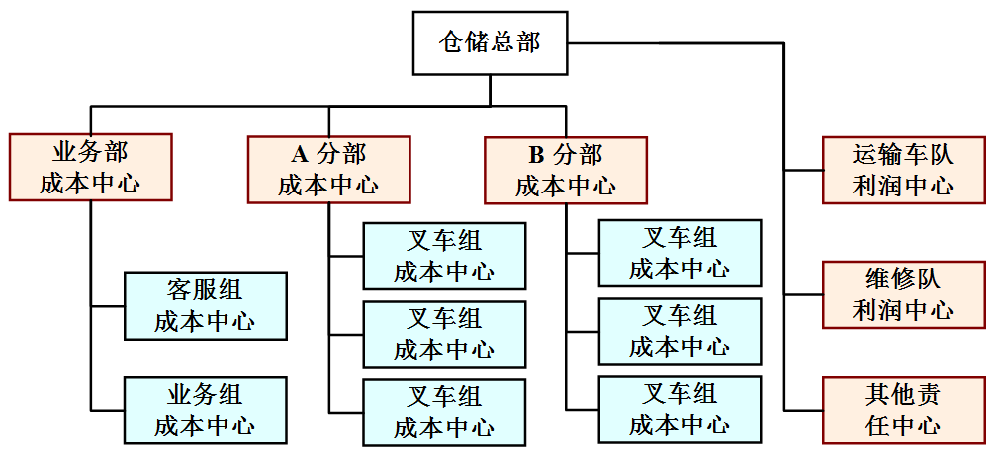 仓储总部
业务部
成本中心
A 分部
成本中心
B 分部
成本中心
运输车队
利润中心
客服组
成本中心
业务组
成本中心
叉车组
成本中心
叉车组
成本中心
叉车组
成本中心
叉车组
成本中心
叉车组
成本中心
叉车组
成本中心
维修队
利润中心
其他责
任中心